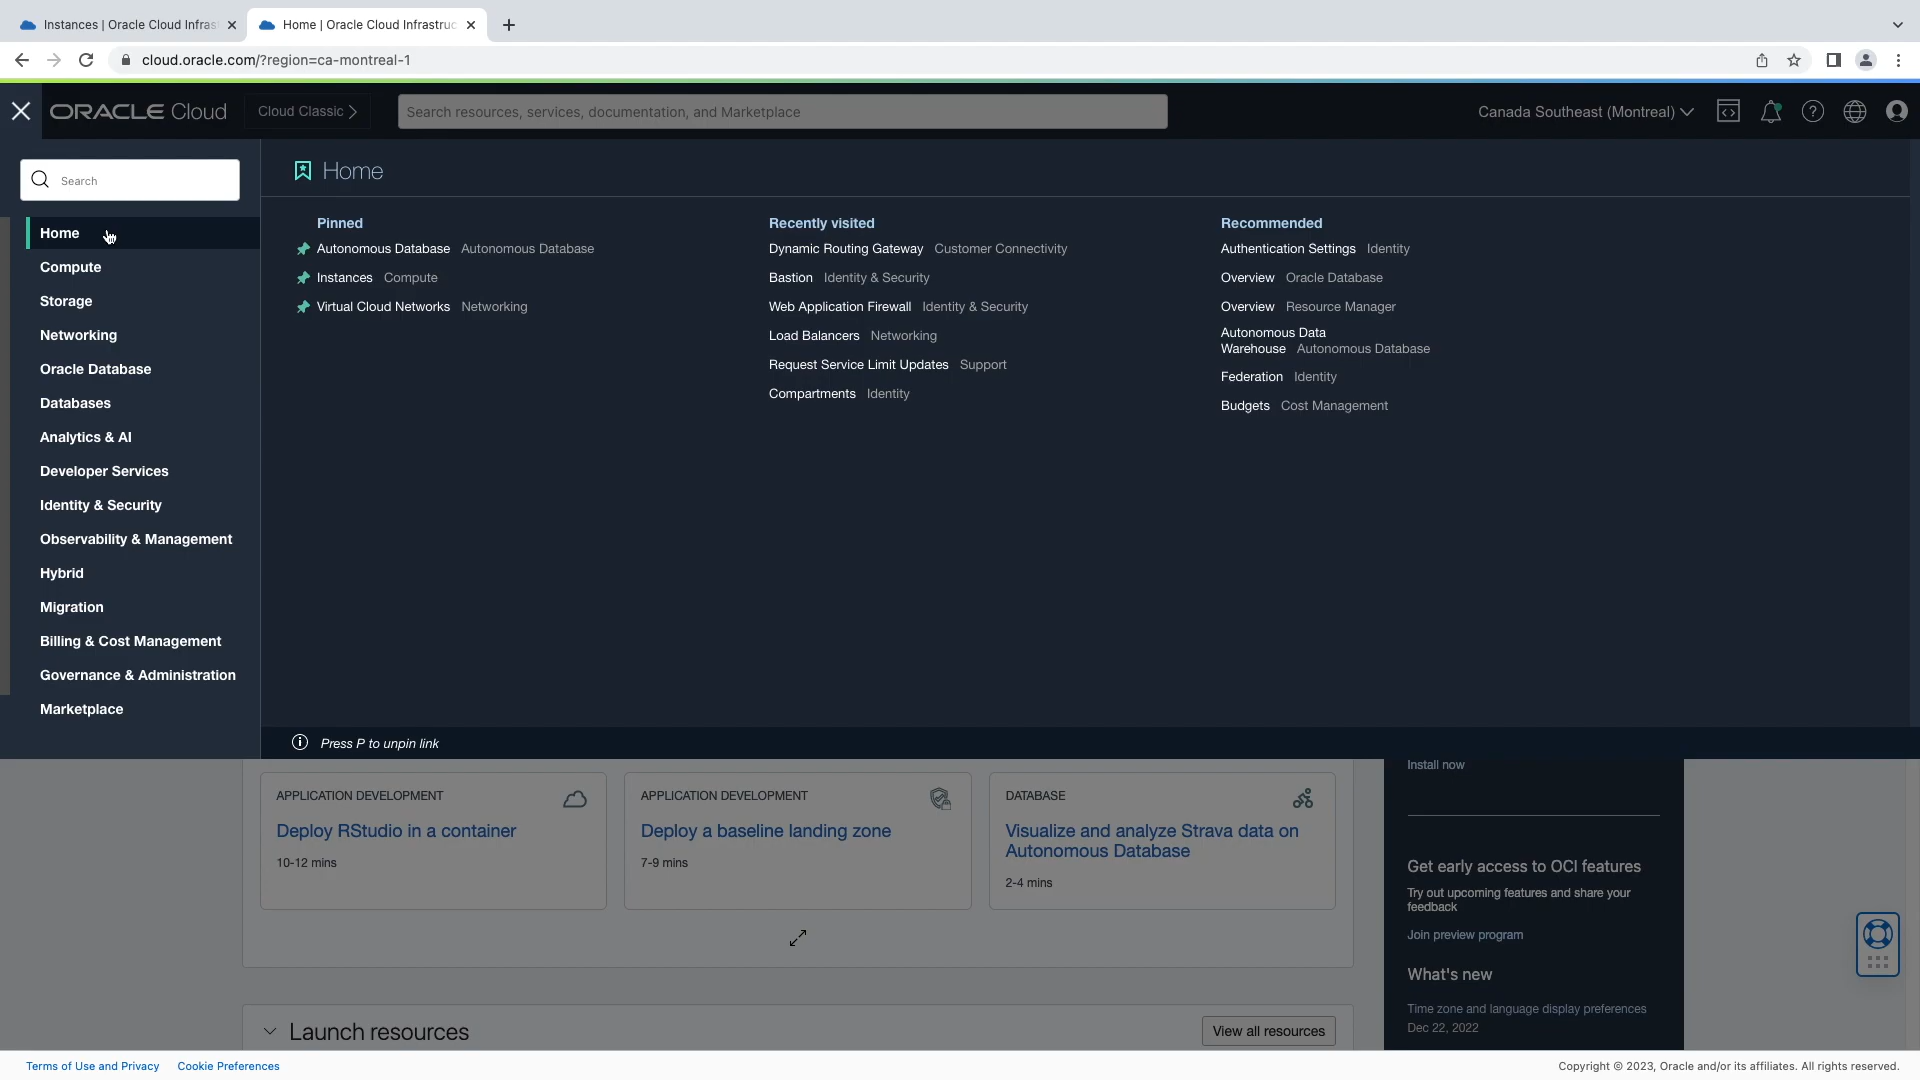 Instances | Oracle Cloud Infras
Home | Oracle Cloud Infrastruc
cloud.oracle.com/?region=ca-montreal-1
ORACLE Cloud
Cloud Classic
Search resources, services, documentation, and Marketplace
Canada Southeast (Montreal)
Search
Home
Compute
Storage
Networking
Oracle Database
Databases
Analytics & AI
Developer Services
Identity & Security
Observability & Management
Hybrid
Migration
Billing & Cost Management
Governance & Administration
Marketplace
Home
Pinned
Autonomous Database Autonomous Database
Instances Compute
Virtual Cloud Networks Networking
Recently visited
Dynamic Routing Gateway Customer Connectivity
Bastion Identity & Security
Web Application Firewall Identity & Security
Load Balancers Networking
Request Service Limit Updates Support
Compartments Identity
Recommended
Authentication Settings Identity
Overview Oracle Database
Overview Resource Manager
Autonomous Data
Warehouse Autonomous Database
Federation Identity
Budgets Cost Management
Press P to unpin link
APPLICATION DEVELOPMENT
Deploy RStudio in a container
10-12 mins
APPLICATION DEVELOPMENT
Deploy a baseline landing zone
7-9 mins
DATABASE
Visualize and analyze Strava data on
Autonomous Database
2-4 mins
Launch resources
View all resources
Install now
Get early access to OCI features
Try out upcoming features and share your
feedback
Join preview program
What's new
Time zone and language display preferences
Dec 22, 2022
Terms of Use and Privacy
Cookie Preferences
Copyright © 2023, Oracle and/or its affiliates. All rights reserved.